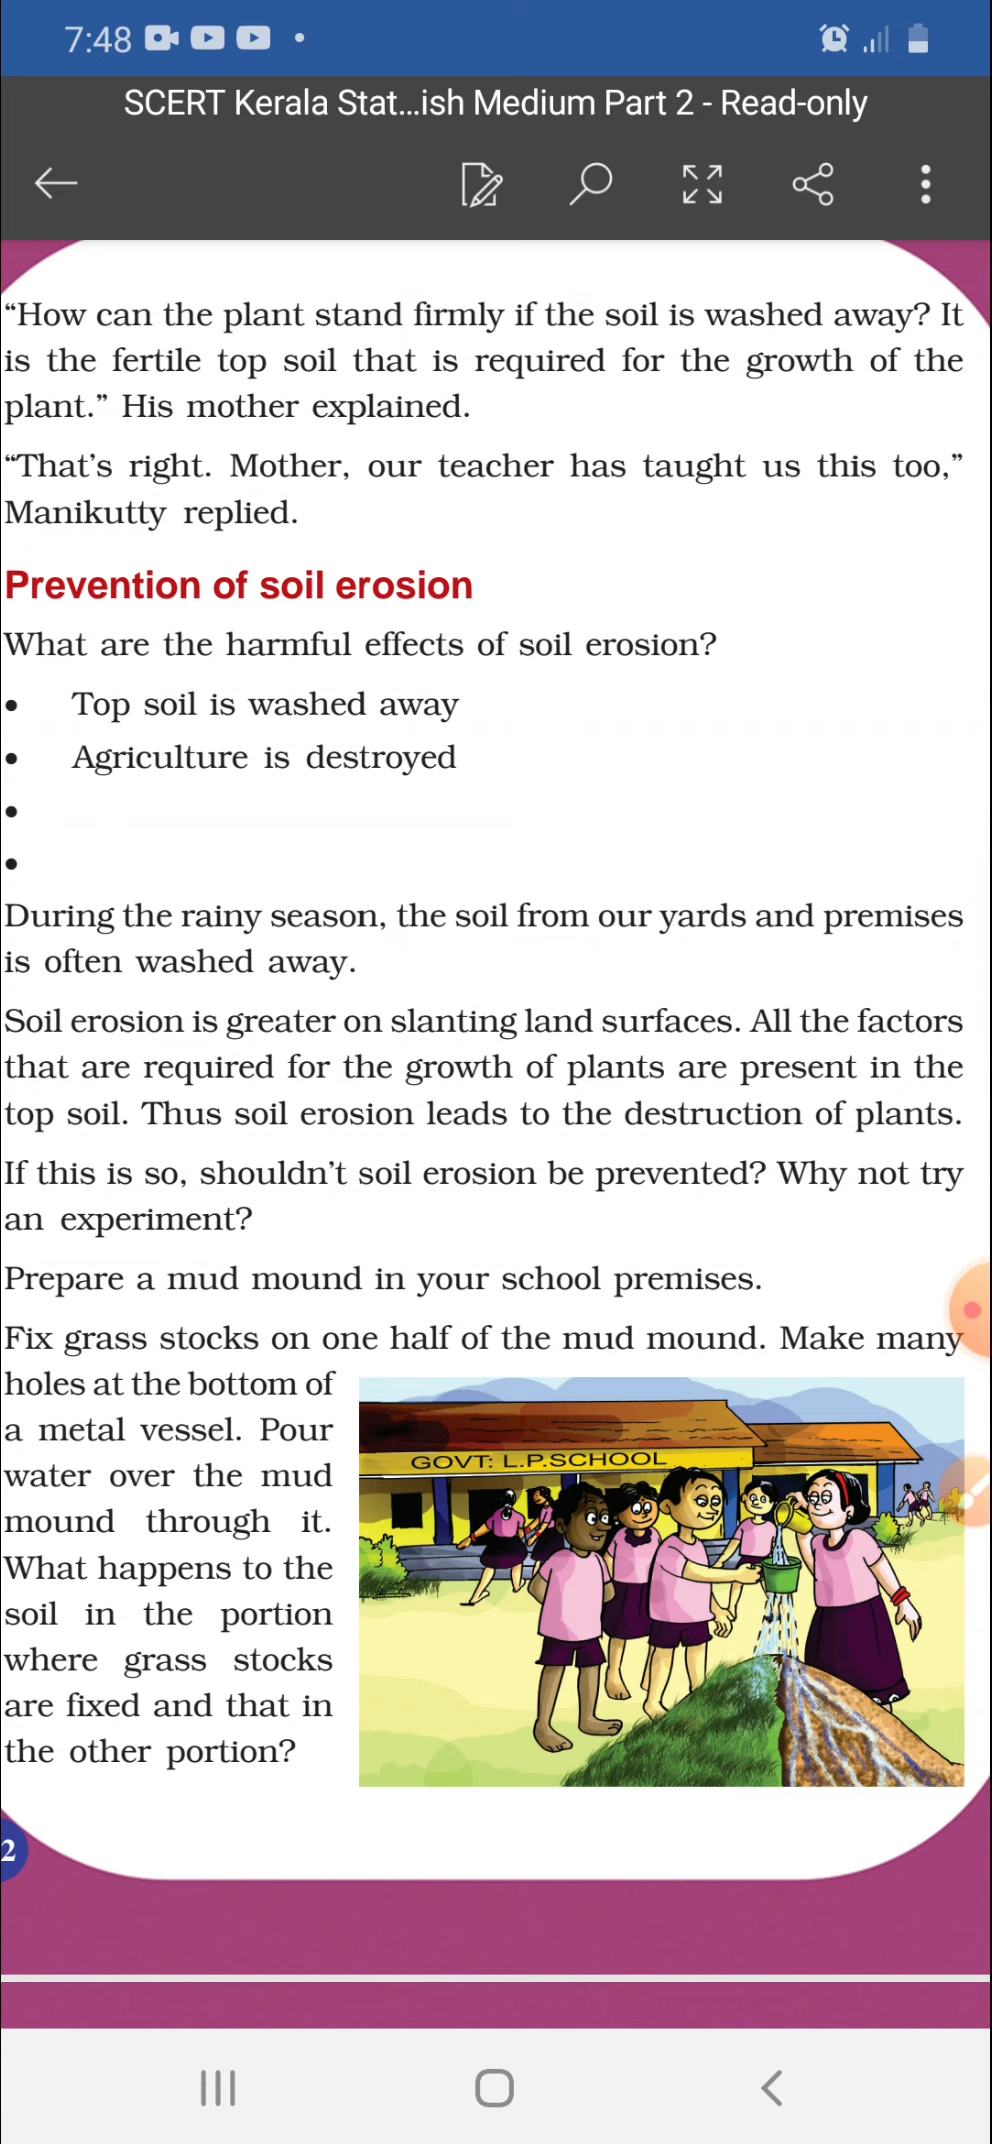 7:48
SCERT Kerala Stat...ish Medium Part 2 - Read-only
“How can the plant stand firmly if the soil is washed away? It
is the fertile top soil that is required for the growth of the
plant.” His mother explained.
“That’s right. Mother, our teacher has taught us this too,”
Manikutty replied.
Prevention of soil erosion
What are the harmful effects of soil erosion?
• Top soil is washed away
• Agriculture is destroyed
•
•
During the rainy season, the soil from our yards and premises
is often washed away.
Soil erosion is greater on slanting land surfaces. All the factors
that are required for the growth of plants are present in the
top soil. Thus soil erosion leads to the destruction of plants.
If this is so, shouldn’t soil erosion be prevented? Why not try
an experiment?
Prepare a mud mound in your school premises.
Fix grass stocks on one half of the mud mound. Make many
holes at the bottom of
a metal vessel. Pour
water over the mud
mound through it.
What happens to the
soil in the portion
where grass stocks
are fixed and that in
the other portion?
GOVT: L.P.SCHOOL
2